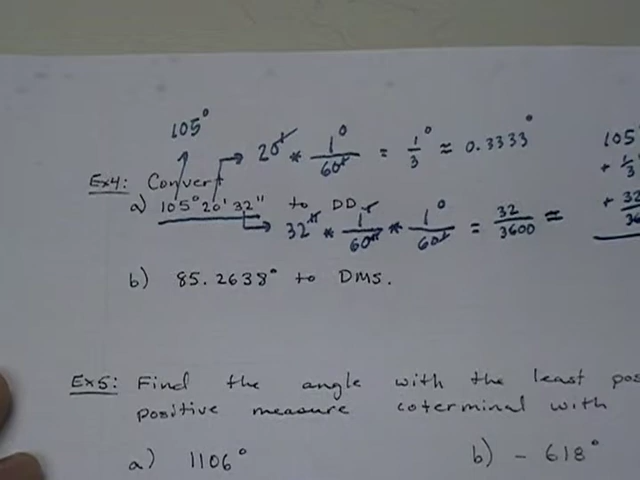 105°
20' * 1°/60' = 1°/3 ≈ 0.3333°
105
+ 1/3
+ 32/36
Ex4: Convert
a) 105°20'32" to DD
32" * 1'/60" * 1°/60' = 32/3600 ≈
b) 85.2638° to DMS.
Ex5: Find the angle with the least pos
positive measure coterminal with
a) 1106° b) -618°